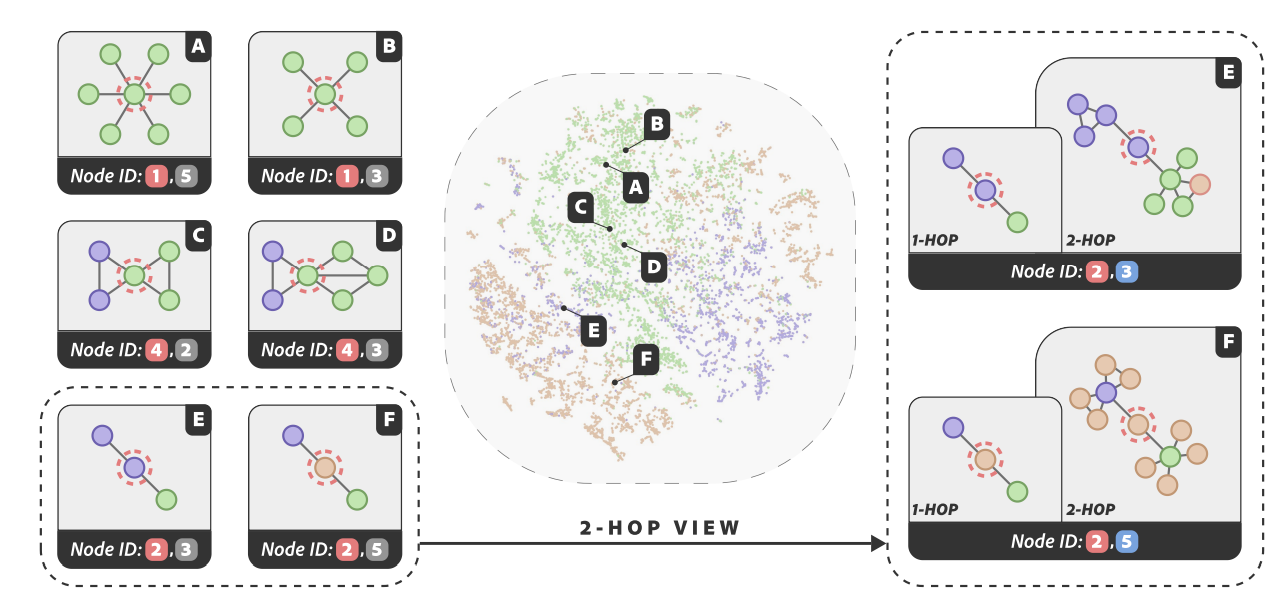 A
Node ID: 1, 5
B
Node ID: 1, 3
C
Node ID: 4, 2
D
Node ID: 4, 3
E
Node ID: 2, 3
F
Node ID: 2, 5
B
A
C
D
E
F
2-HOP VIEW
E
1-HOP
2-HOP
Node ID: 2, 3
F
1-HOP
2-HOP
Node ID: 2, 5